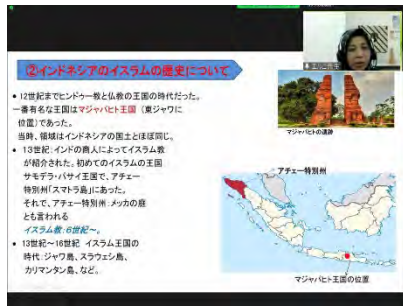 ②インドネシアのイスラムの歴史について
• 12世紀までヒンドゥー教と仏教の王国の時代だった。
一番有名な王国はマジャパヒト王国 （東ジャワに
位置）であった。
当時、領域はインドネシアの国土とほぼ同じ。
• 13世紀：インドの商人によってイスラム教
が紹介された。初めてのイスラムの王国
サモデラ・パサイ王国で、アチェー
特別州「スマトラ島」にあった。
それで、アチェー特別州：メッカの庭
とも言われる
イスラム教：6世紀～。
• 13世紀～16世紀 イスラム王国の
時代：ジャワ島、スラウェシ島、
カリマンタン島、など。
マジャパヒトの遺跡
アチェー特別州
マジャパヒト王国の位置